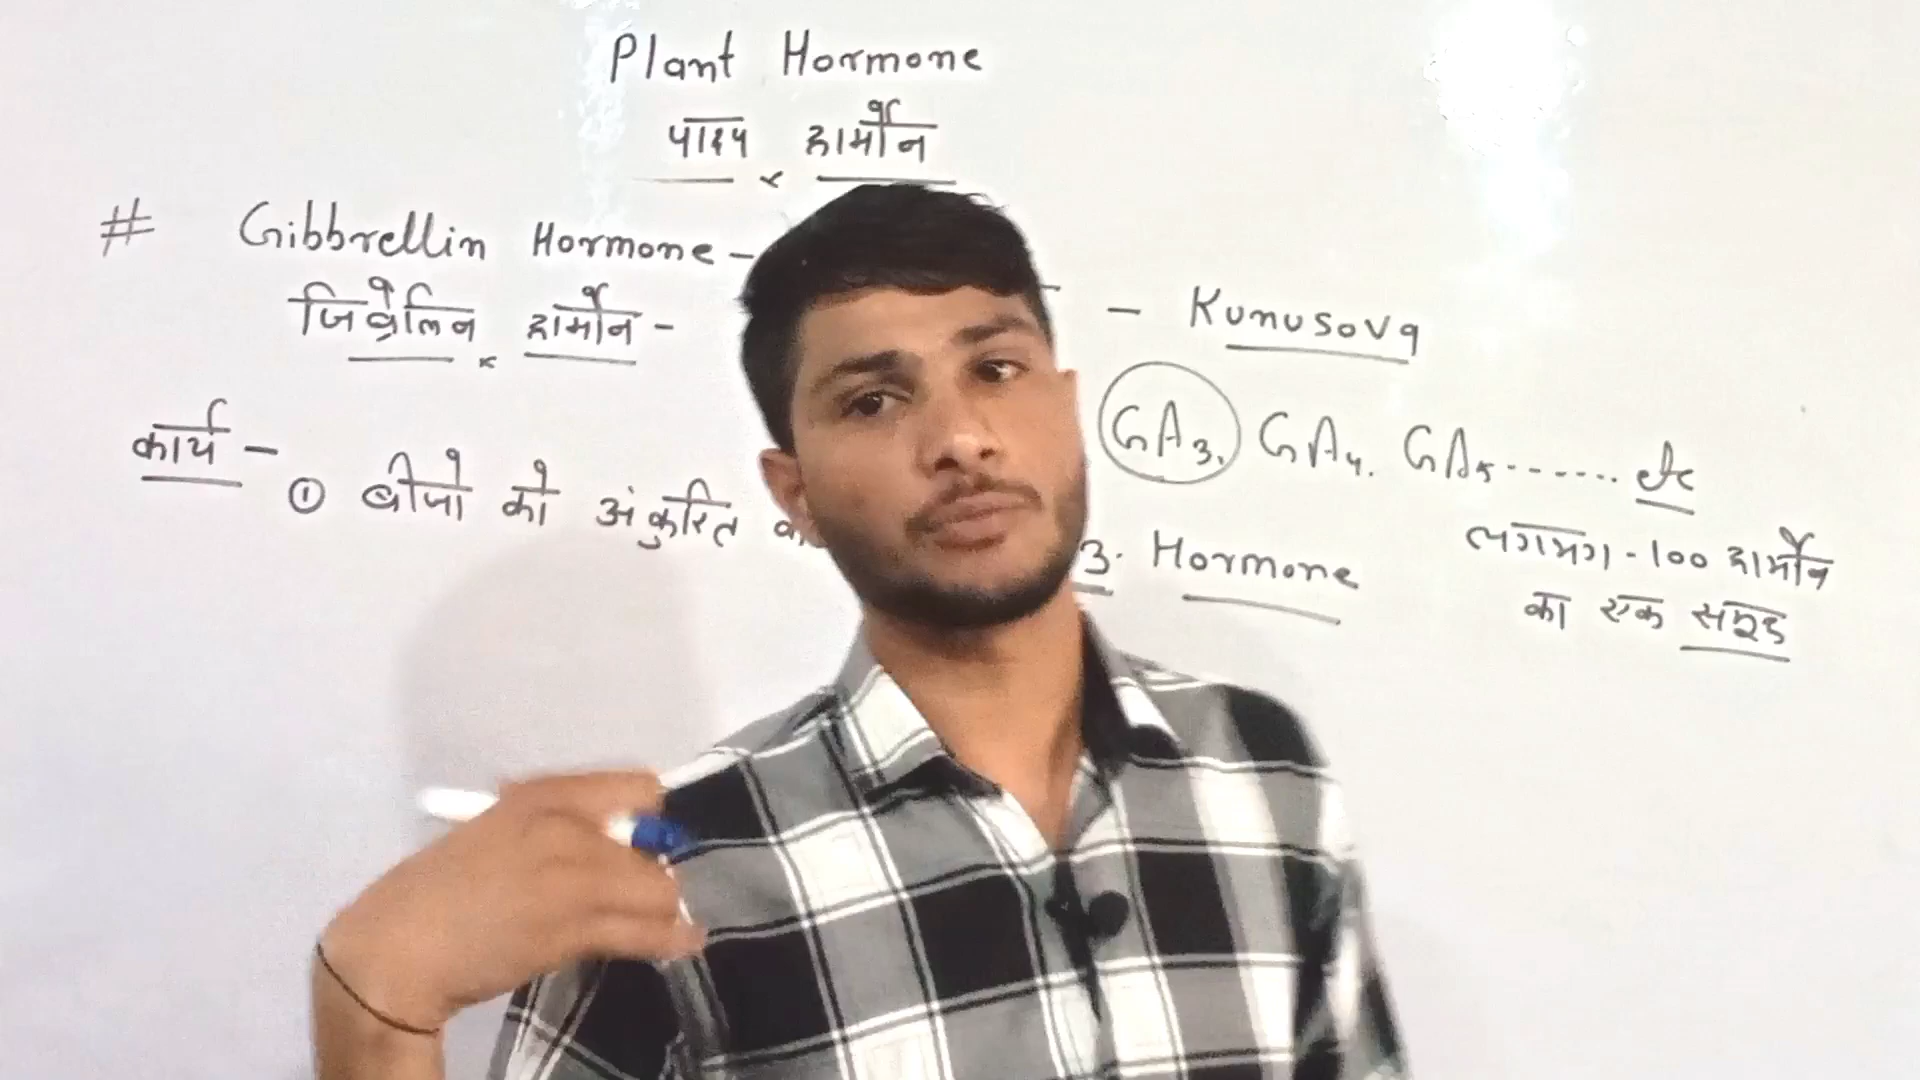 Plant Hormone
पादप हार्मोन
# Gibbrellin Hormone -
जिब्रेलिन हार्मोन -
- Kunusova
कार्य -
GA3, GA4, GA5 ....... etc
① बीजो को अंकुरित
3. Hormone
लगभग - 100 हार्मोन
का एक समूह